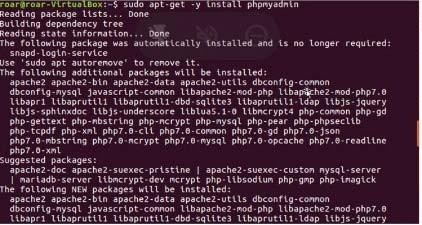 roar@roar-VirtualBox:~$ sudo apt-get -y install phpmyadmin
Reading package lists... Done
Building dependency tree
Reading state information... Done
The following package was automatically installed and is no longer required:
snapd-login-service
Use 'sudo apt autoremove' to remove it.
The following additional packages will be installed:
apache2 apache2-bin apache2-data apache2-utils dbconfig-common
dbconfig-mysql javascript-common libapache2-mod-php libapache2-mod-php7.0
libapr1 libaprutil1 libaprutil1-dbd-sqlite3 libaprutil1-ldap libjs-jquery
libjs-sphinxdoc libjs-underscore liblua5.1-0 libmcrypt4 php-common php-gd
php-gettext php-mbstring php-mcrypt php-mysql php-pear php-phpseclib
php-tcpdf php-xml php7.0-cli php7.0-common php7.0-gd php7.0-json
php7.0-mbstring php7.0-mcrypt php7.0-mysql php7.0-opcache php7.0-readline
php7.0-xml
Suggested packages:
apache2-doc apache2-suexec-pristine | apache2-suexec-custom mysql-server
| mariadb-server libmcrypt-dev mcrypt php-libsodium php-gmp php-imagick
The following NEW packages will be installed:
apache2 apache2-bin apache2-data apache2-utils dbconfig-common
dbconfig-mysql javascript-common libapache2-mod-php libapache2-mod-php7.0
libapr1 libaprutil1 libaprutil1-dbd-sqlite3 libaprutil1-ldap libjs-jquery